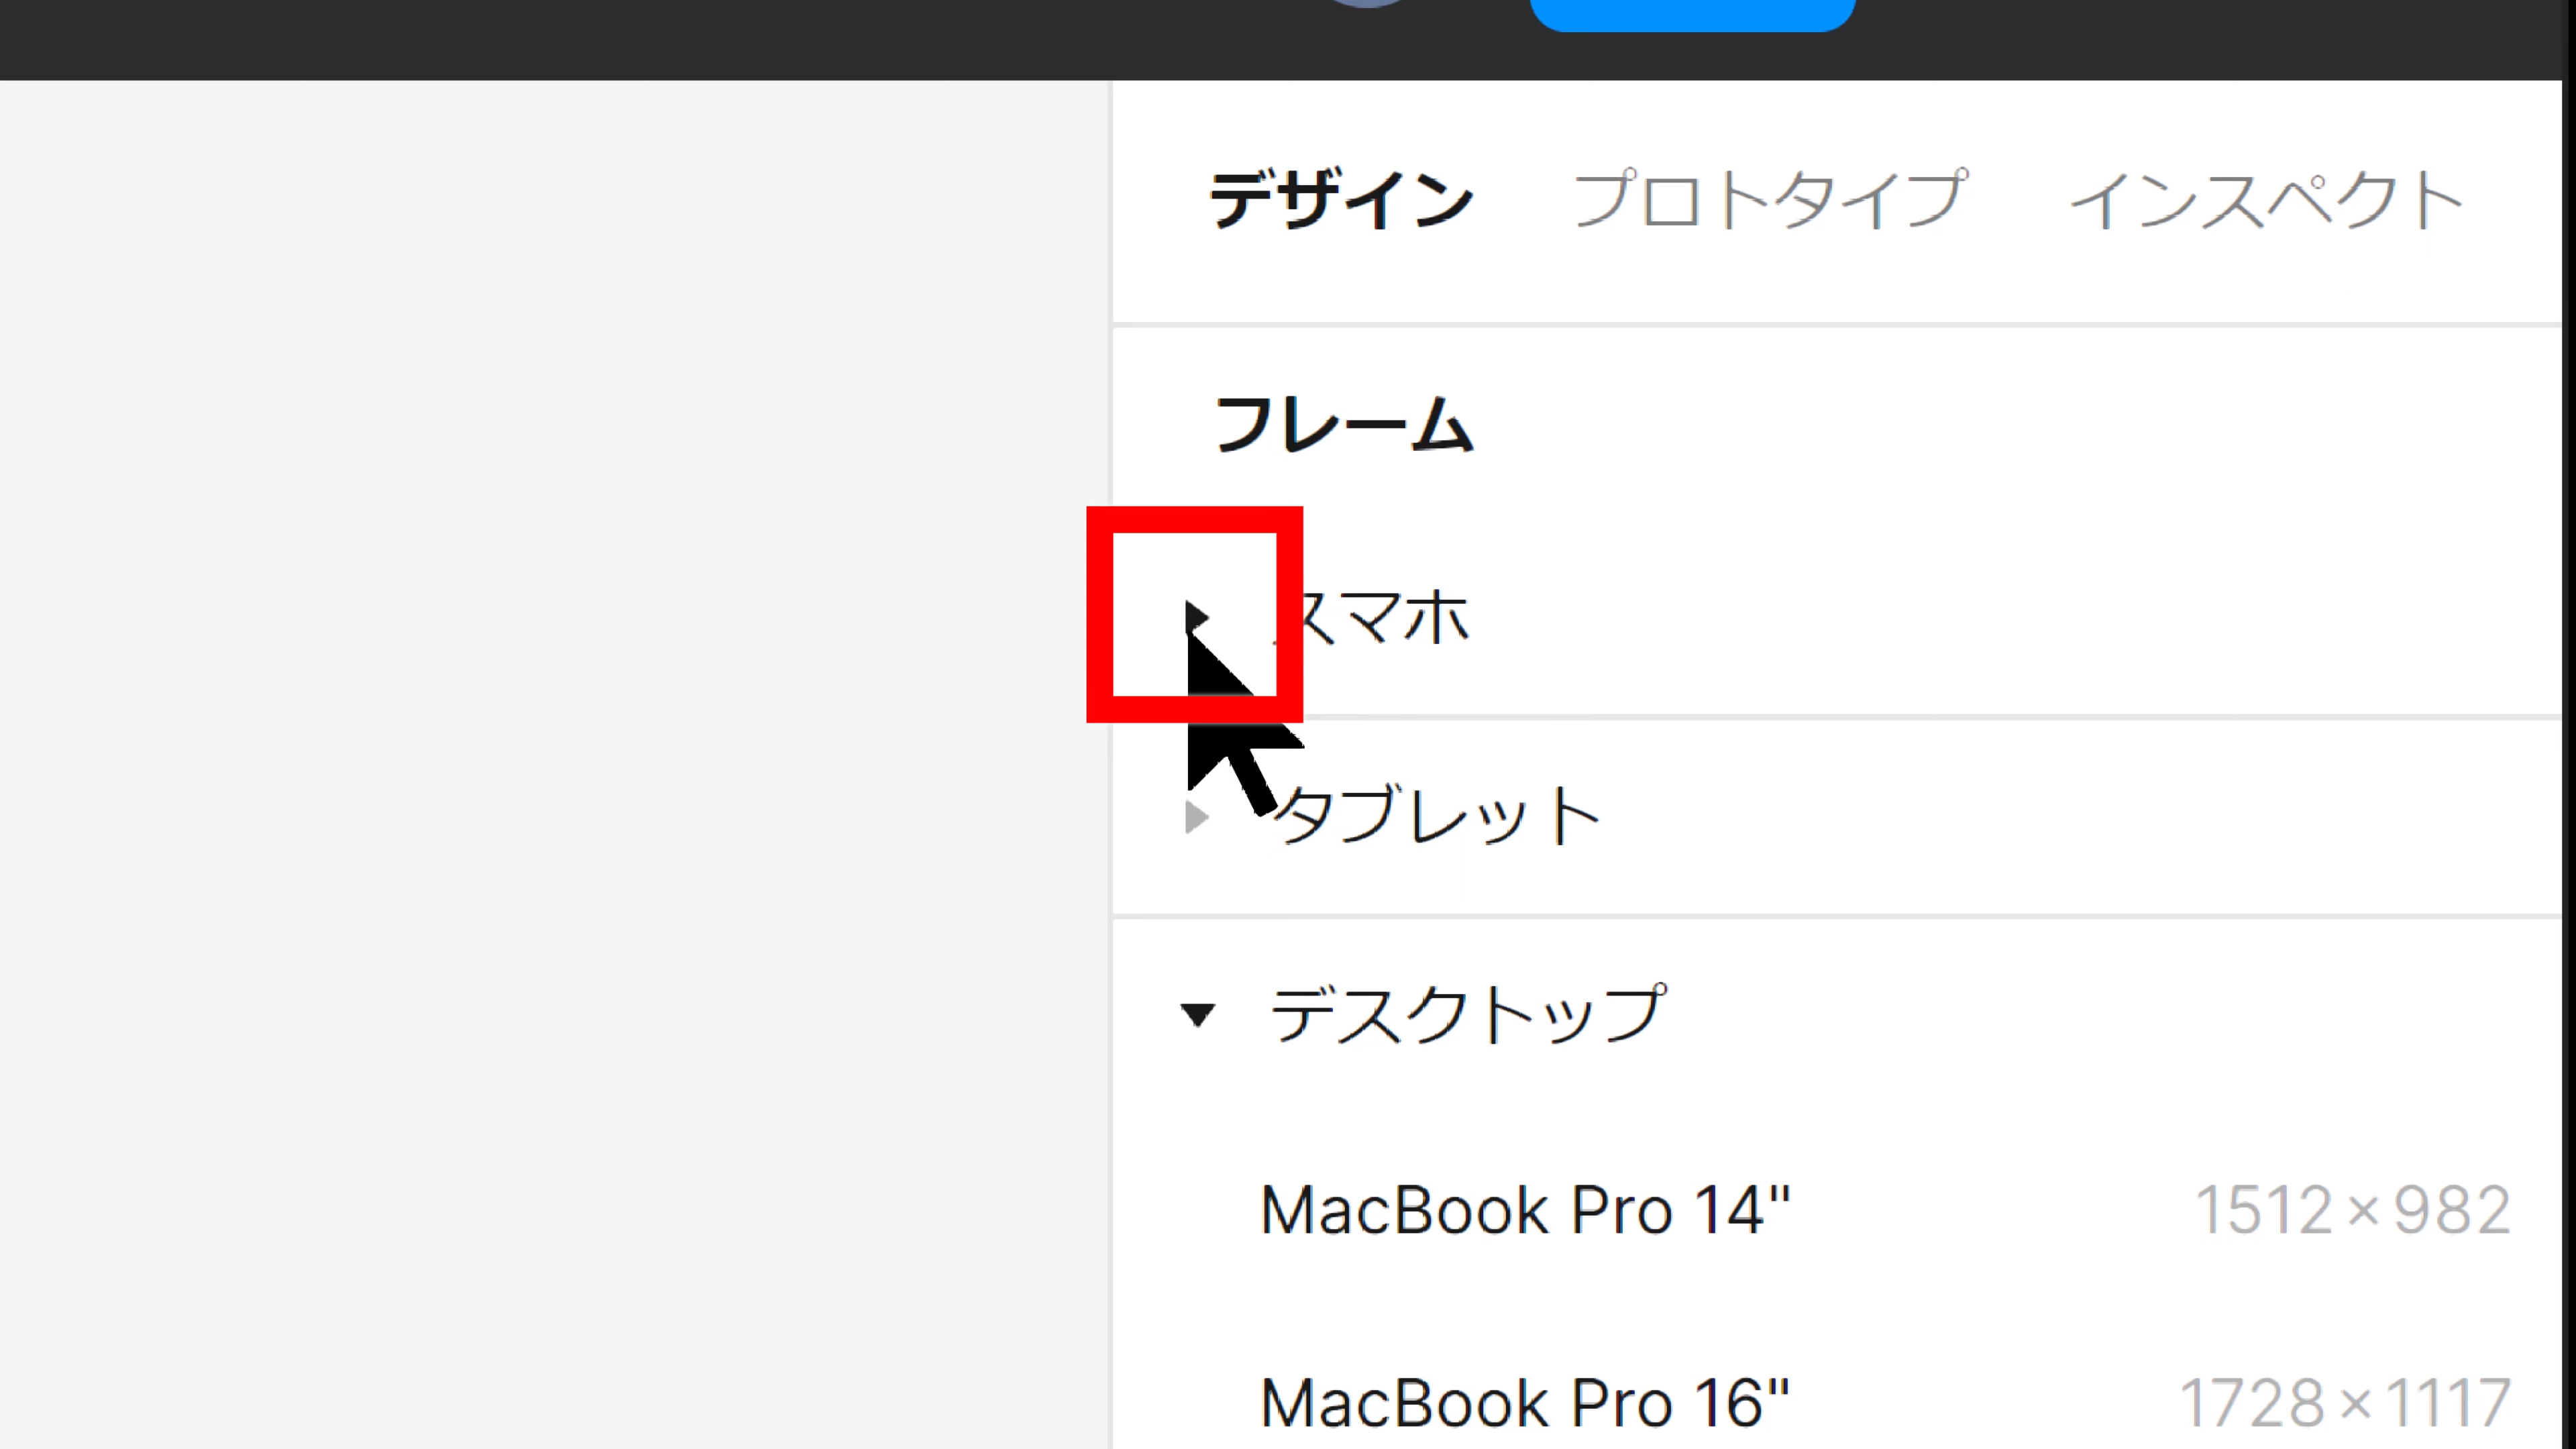 デザイン プロトタイプ インスペクト
フレーム
スマホ
タブレット
デスクトップ
MacBook Pro 14" 1512×982
MacBook Pro 16" 1728×1117